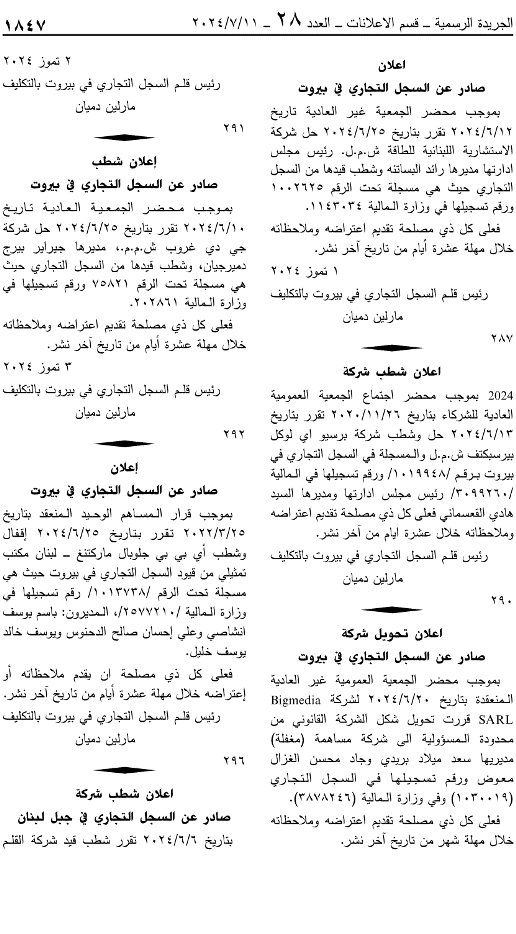 الجريدة الرسمية – قسم الاعلانات – العدد ٢٨ – ٢٠٢٤/٧/١١
١٨٤٧
اعلان
صادر عن السجل التجاري في بيروت
بموجب محضر الجمعية غير العادية تاريخ
٢٠٢٤/٦/١٢ تقرر بتاريخ ٢٠٢٤/٦/٢٥ حل شركة
الاستشارية اللبنانية للطاقة ش.م.ل. رئيس مجلس
ادارتها مديرها رائد البساتنه وشطب قيدها من السجل
التجاري حيث هي مسجلة تحت الرقم ١٠٠٢٦٢٥
ورقم تسجيلها في وزارة المالية ١١٤٣٠٣٤.
فعلى كل ذي مصلحة تقديم اعتراضه وملاحظاته
خلال مهلة عشرة أيام من تاريخ آخر نشر.
١ تموز ٢٠٢٤
رئيس قلم السجل التجاري في بيروت بالتكليف
مارلين دميان
٢٨٧
اعلان شطب شركة
2024 بموجب محضر اجتماع الجمعية العمومية
العادية للشركاء بتاريخ ٢٠٢٠/١١/٢٦ تقرر بتاريخ
٢٠٢٤/٦/١٣ حل وشطب شركة برسيو اي لوكل
بيرسبكتف ش.م.ل والمسجلة في السجل التجاري في
بيروت برقم /١٠١٩٩٤٨/ ورقم تسجيلها في المالية
/٣٠٩٩٢٦٠/ رئيس مجلس ادارتها ومديرها السيد
هادي القعسماني فعلى كل ذي مصلحة تقديم اعتراضه
وملاحظاته خلال عشرة ايام من تاريخ آخر نشر.
رئيس قلم السجل التجاري في بيروت بالتكليف
مارلين دميان
٢٩٠
اعلان تحويل شركة
صادر عن السجل التجاري في بيروت
بموجب محضر الجمعية العمومية غير العادية
المنعقدة بتاريخ ٢٠٢٤/٦/٢٠ لشركة Bigmedia
SARL قررت تحويل شكل الشركة القانوني من
محدودة المسؤولية الى شركة مساهمة (مغفلة)
مديريها سعد ميلاد بريدي وجاد محسن الغزال
معوض ورقم تسجيلها في السجل التجاري
(١٠٣٠٠١٩) وفي وزارة المالية (٣٨٧٨٢٤٦).
فعلى كل ذي مصلحة تقديم اعتراضه وملاحظاته
خلال مهلة شهر من تاريخ آخر نشر.
٢ تموز ٢٠٢٤
رئيس قلم السجل التجاري في بيروت بالتكليف
مارلين دميان
٢٩١
إعلان شطب
صادر عن السجل التجاري في بيروت
بموجب محضر الجمعية العادية تاريخ
٢٠٢٤/٦/١٠ تقرر بتاريخ ٢٠٢٤/٦/٢٥ حل شركة
جي دي غروب ش.م.م.، مديرها جيراير بيرج
دميرجيان، وشطب قيدها من السجل التجاري حيث
هي مسجلة تحت الرقم ٧٥٨٢١ ورقم تسجيلها في
وزارة المالية ٢٠٢٨٦١.
فعلى كل ذي مصلحة تقديم اعتراضه وملاحظاته
خلال مهلة عشرة أيام من تاريخ آخر نشر.
٣ تموز ٢٠٢٤
رئيس قلم السجل التجاري في بيروت بالتكليف
مارلين دميان
٢٩٢
إعلان
صادر عن السجل التجاري في بيروت
بموجب قرار المساهم الوحيد المنعقد بتاريخ
٢٠٢٢/٣/٢٥ تقرر بتاريخ ٢٠٢٤/٦/٢٥ إقفال
وشطب أي بي بي جلوبال ماركتنغ – لبنان مكتب
تمثيلي من قيود السجل التجاري في بيروت حيث هي
مسجلة تحت الرقم /١٠١٣٧٣٨/ رقم تسجيلها في
وزارة المالية /٢٥٧٧٢١٠/، المديرون: باسم يوسف
انشاصي وعلي إحسان صالح الدحنوس ويوسف خالد
يوسف خليل.
فعلى كل ذي مصلحة ان يقدم ملاحظاته أو
إعتراضه خلال مهلة عشرة أيام من تاريخ آخر نشر.
رئيس قلم السجل التجاري في بيروت بالتكليف
مارلين دميان
٢٩٦
اعلان شطب شركة
صادر عن السجل التجاري في جبل لبنان
بتاريخ ٢٠٢٤/٦/٦ تقرر شطب قيد شركة القلم